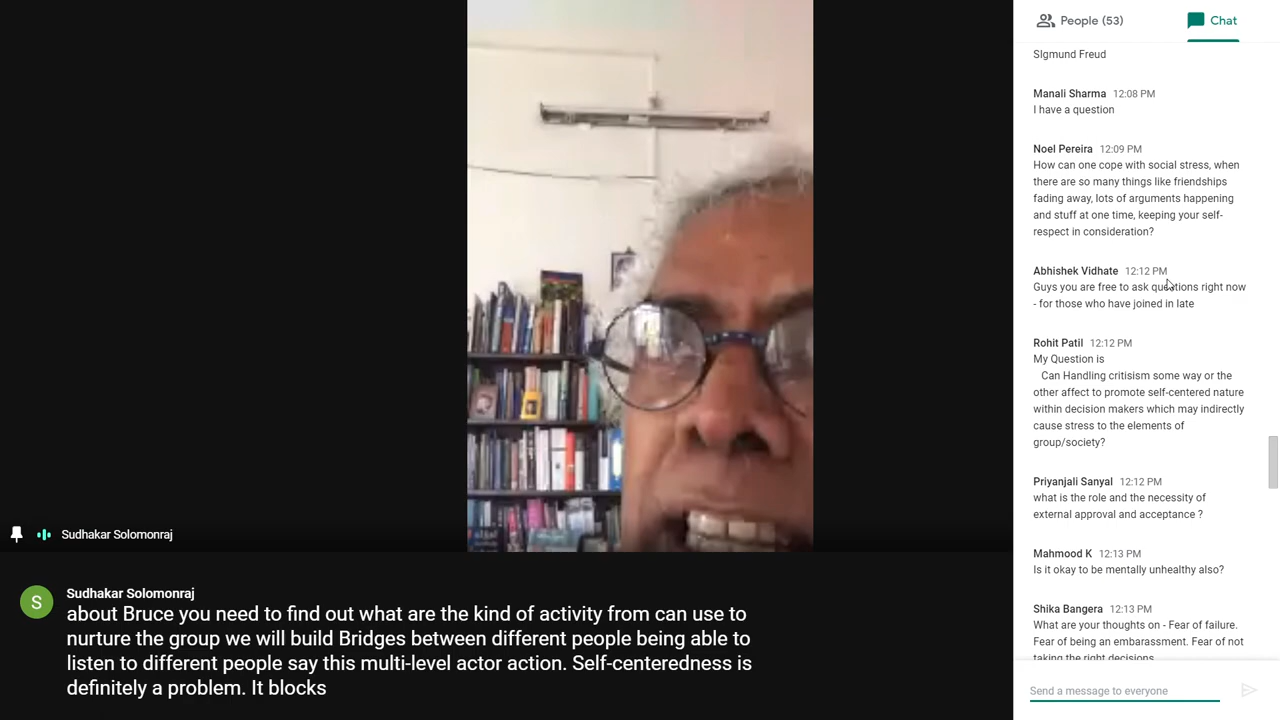 People (53)
Chat
SIgmund Freud
Manali Sharma 12:08 PM
I have a question
Noel Pereira 12:09 PM
How can one cope with social stress, when
there are so many things like friendships
fading away, lots of arguments happening
and stuff at one time, keeping your self-
respect in consideration?
Abhishek Vidhate 12:12 PM
Guys you are free to ask questions right now
- for those who have joined in late
Rohit Patil 12:12 PM
My Question is
Can Handling critisism some way or the
other affect to promote self-centered nature
within decision makers which may indirectly
cause stress to the elements of
group/society?
Priyanjali Sanyal 12:12 PM
what is the role and the necessity of
external approval and acceptance ?
Mahmood K 12:13 PM
Is it okay to be mentally unhealthy also?
Shika Bangera 12:13 PM
What are your thoughts on - Fear of failure.
Fear of being an embarassment. Fear of not
taking the right decisions
Send a message to everyone
Sudhakar Solomonraj
S
Sudhakar Solomonraj
about Bruce you need to find out what are the kind of activity from can use to
nurture the group we will build Bridges between different people being able to
listen to different people say this multi-level actor action. Self-centeredness is
definitely a problem. It blocks